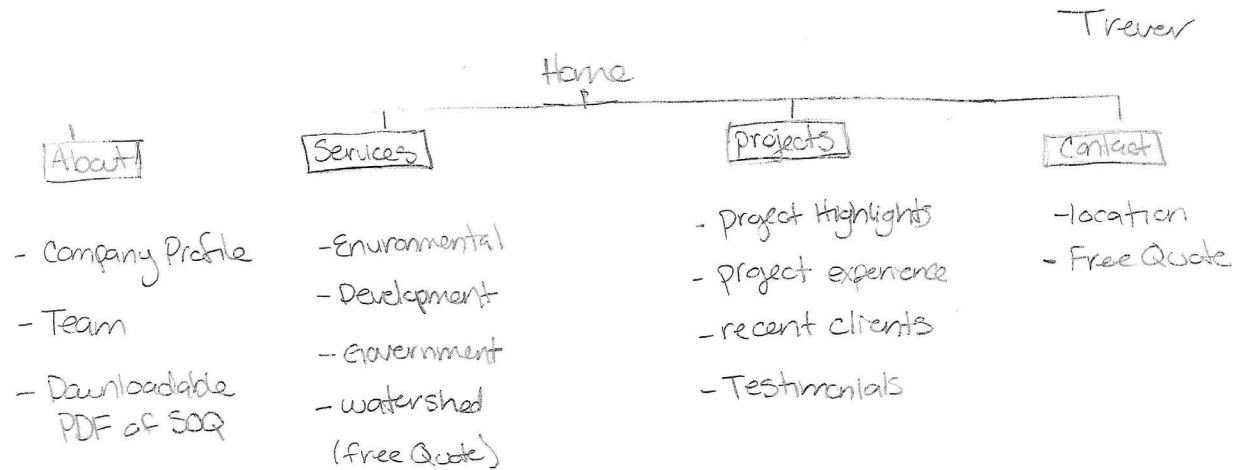 Trever
Home
About
Services
projects
Contact
- Company Profile
- Team
- Downloadable
PDF of SOQ
- Environmental
- Development
- Government
- watershed
(free Quote)
- project Highlights
- project experience
- recent clients
- Testimonials
- location
- Free Quote